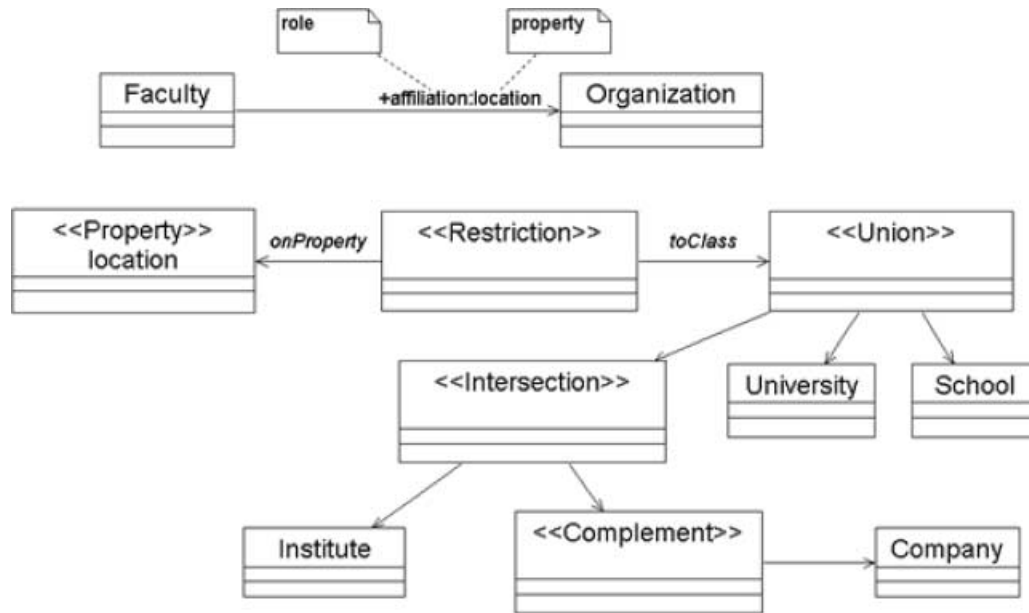 role
property
Faculty
+affiliation:location
Organization
<<Property>>
location
onProperty
<<Restriction>>
toClass
<<Union>>
<<Intersection>>
University
School
Institute
<<Complement>>
Company